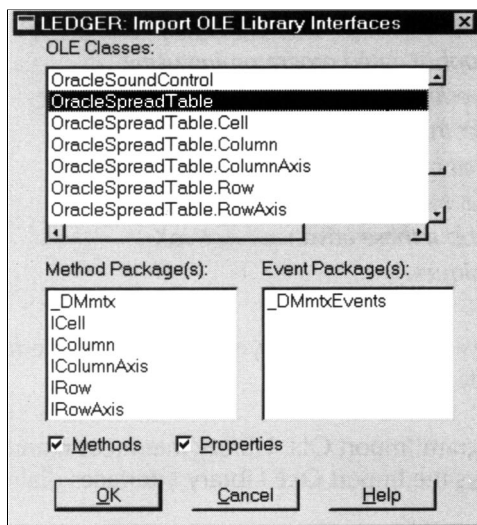 LEDGER: Import OLE Library Interfaces
OLE Classes:
OracleSoundControl
OracleSpreadTable
OracleSpreadTable.Cell
OracleSpreadTable.Column
OracleSpreadTable.ColumnAxis
OracleSpreadTable.Row
OracleSpreadTable.RowAxis
Method Package(s):
_DMmtx
ICell
IColumn
IColumnAxis
IRow
IRowAxis
Event Package(s):
_DMmtxEvents
Methods
Properties
OK
Cancel
Help